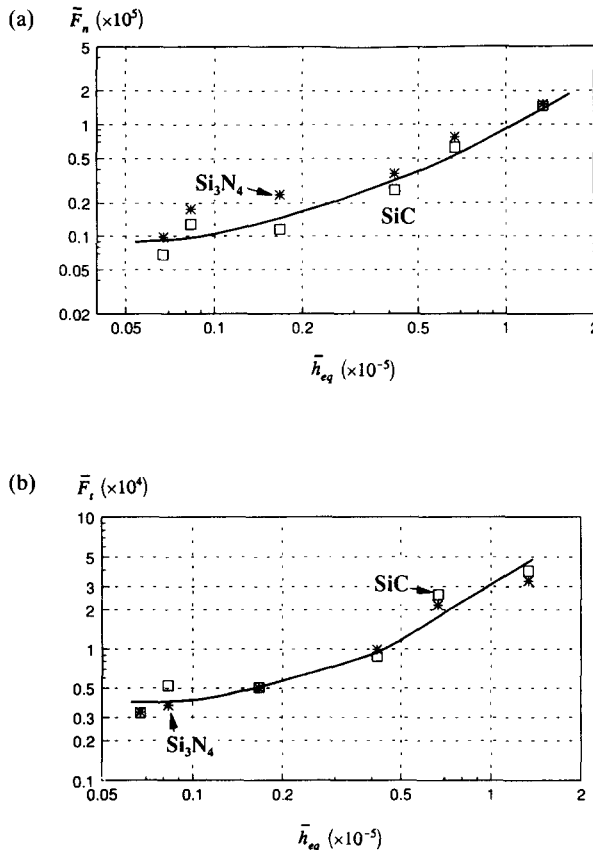 (a)
F̃ₙ (×10⁵)
5
2
1
0.5
0.2
0.1
0.05
0.02
Si₃N₄
SiC
0.05 0.1 0.2 0.5 1 2
h̄ₑq (×10⁻⁵)
(b)
F̄ₜ (×10⁴)
10
5
3
2
1
0.5
0.3
0.2
0.1
SiC
Si₃N₄
0.05 0.1 0.2 0.5 1 2
h̄ₑq (×10⁻⁵)